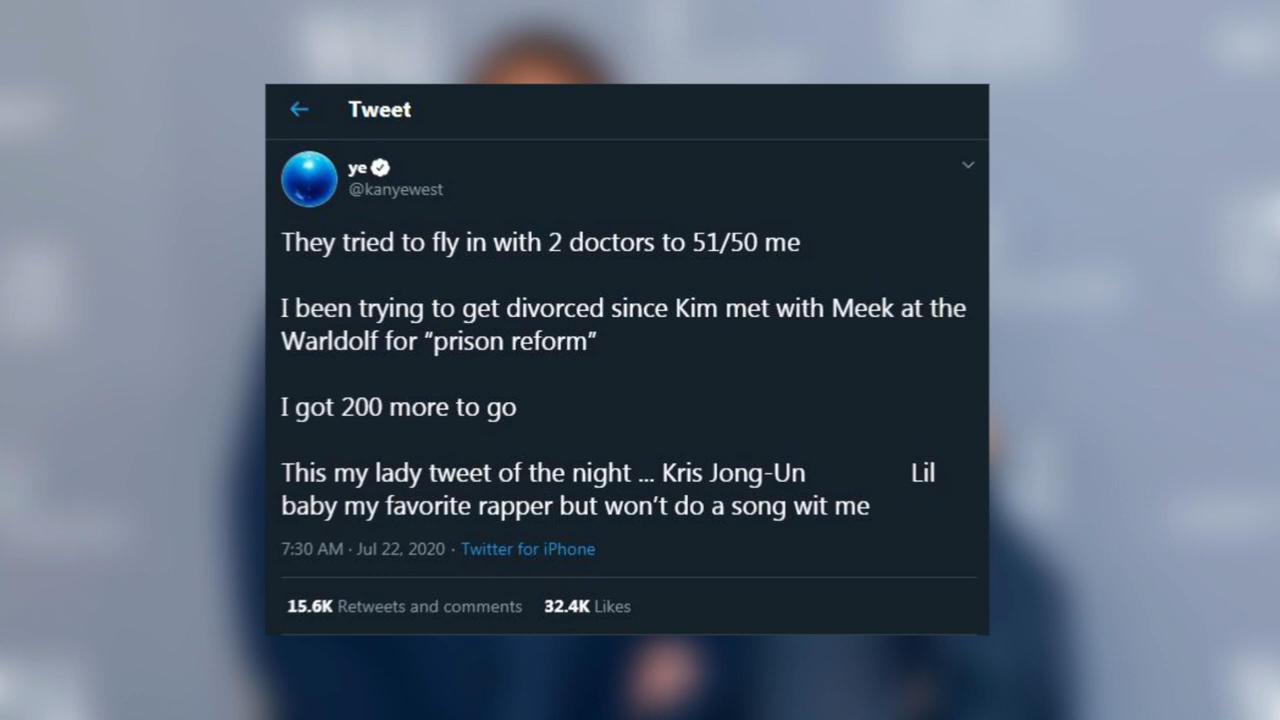 Tweet
ye
@kanyewest
They tried to fly in with 2 doctors to 51/50 me
I been trying to get divorced since Kim met with Meek at the
Warldolf for “prison reform”
I got 200 more to go
This my lady tweet of the night ... Kris Jong-Un Lil
baby my favorite rapper but won’t do a song wit me
7:30 AM · Jul 22, 2020 · Twitter for iPhone
15.6K Retweets and comments 32.4K Likes